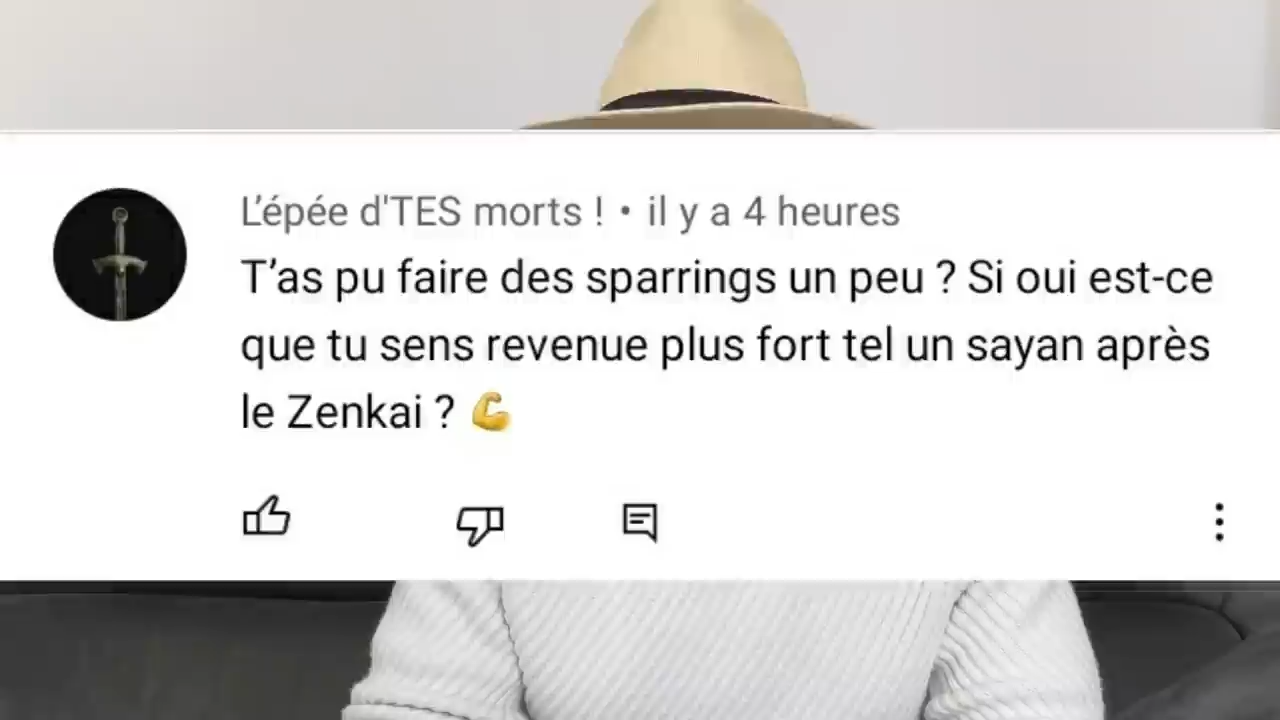 L'épée d'TES morts ! • il y a 4 heures
T'as pu faire des sparrings un peu ? Si oui est-ce
que tu sens revenue plus fort tel un sayan après
le Zenkai ? 💪